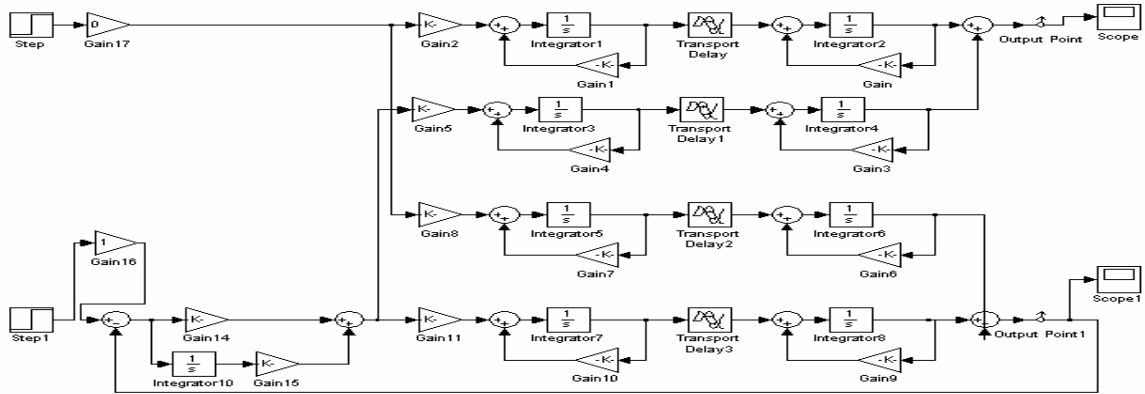 Step
0
Gain17
K-
Gain2
++
1/s
Integrator1
-K-
Gain1
Transport
Delay
++
1/s
Integrator2
-K-
Gain
++
Output Point
Scope
K-
Gain5
++
1/s
Integrator3
-K-
Gain4
Transport
Delay1
++
1/s
Integrator4
-K-
Gain3
K-
Gain8
++
1/s
Integrator5
-K-
Gain7
Transport
Delay2
++
1/s
Integrator6
-K-
Gain6
1
Gain16
Step1
K-
Gain14
1/s
Integrator10
K-
Gain15
++
K-
Gain11
++
1/s
Integrator7
-K-
Gain10
Transport
Delay3
++
1/s
Integrator8
-K-
Gain9
Output Point1
Scope1